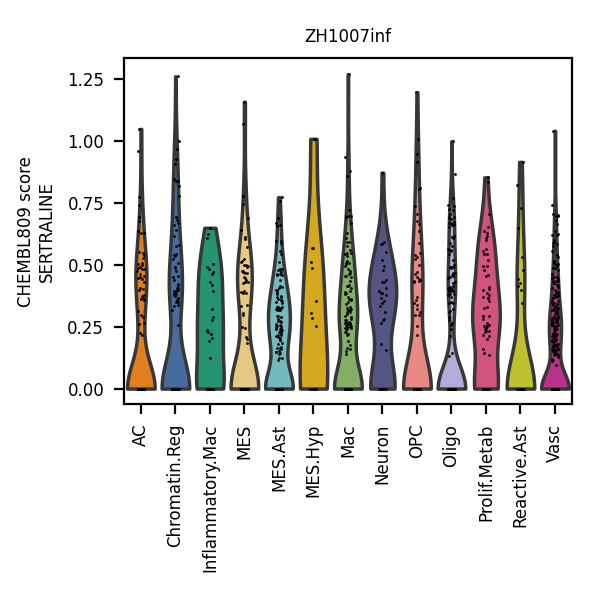 ZH1007inf
CHEMBL809 score
SERTRALINE
1.25
1.00
0.75
0.50
0.25
0.00
AC
Chromatin.Reg
Inflammatory.Mac
MES
MES.Ast
MES.Hyp
Mac
Neuron
OPC
Oligo
Prolif.Metab
Reactive.Ast
Vasc